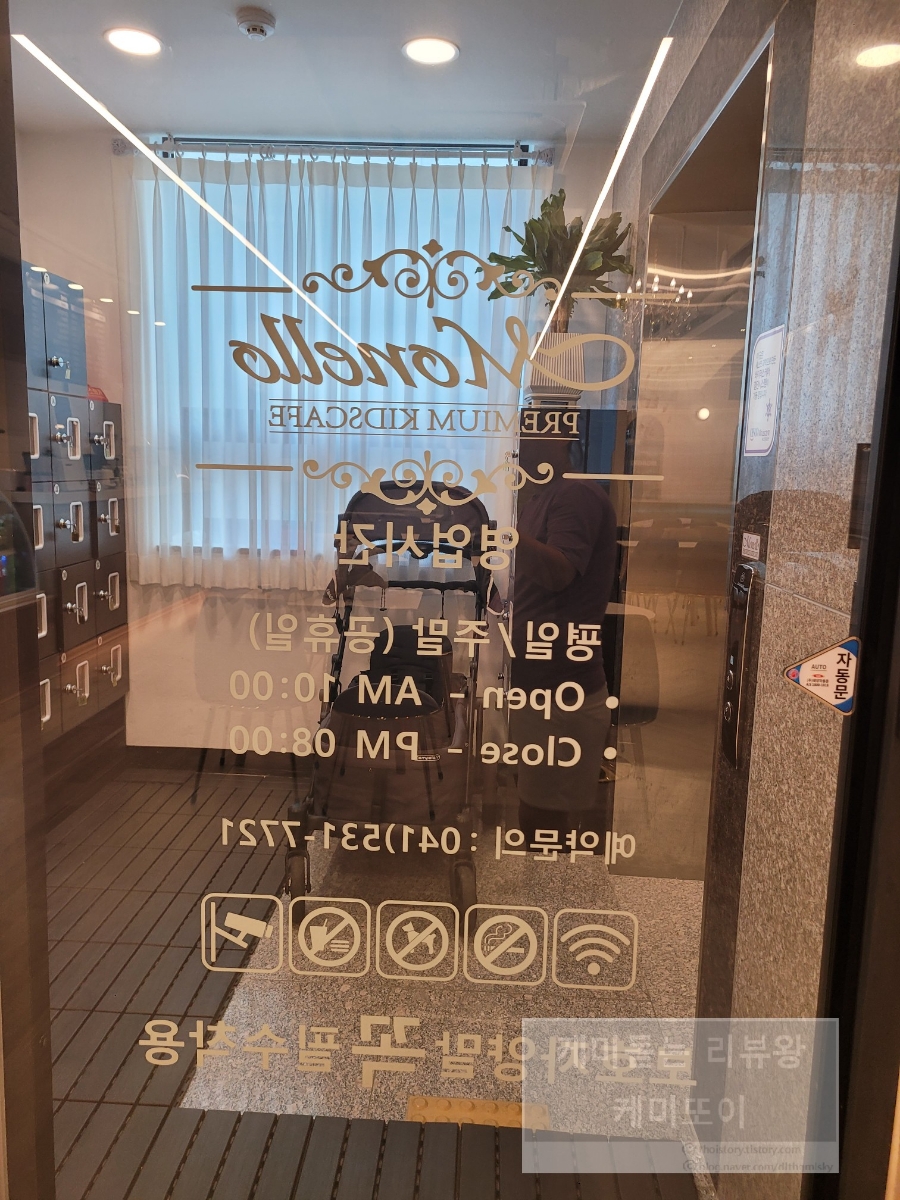 Monello
PREMIUM KIDSCAFE
영업시간
평일/주말 (공휴일)
• Open - AM 10:00
• Close - PM 08:00
예약문의 : 041)531-7721
양말 꼭 필수착용
자동문
AUTO
리뷰왕
케미또이